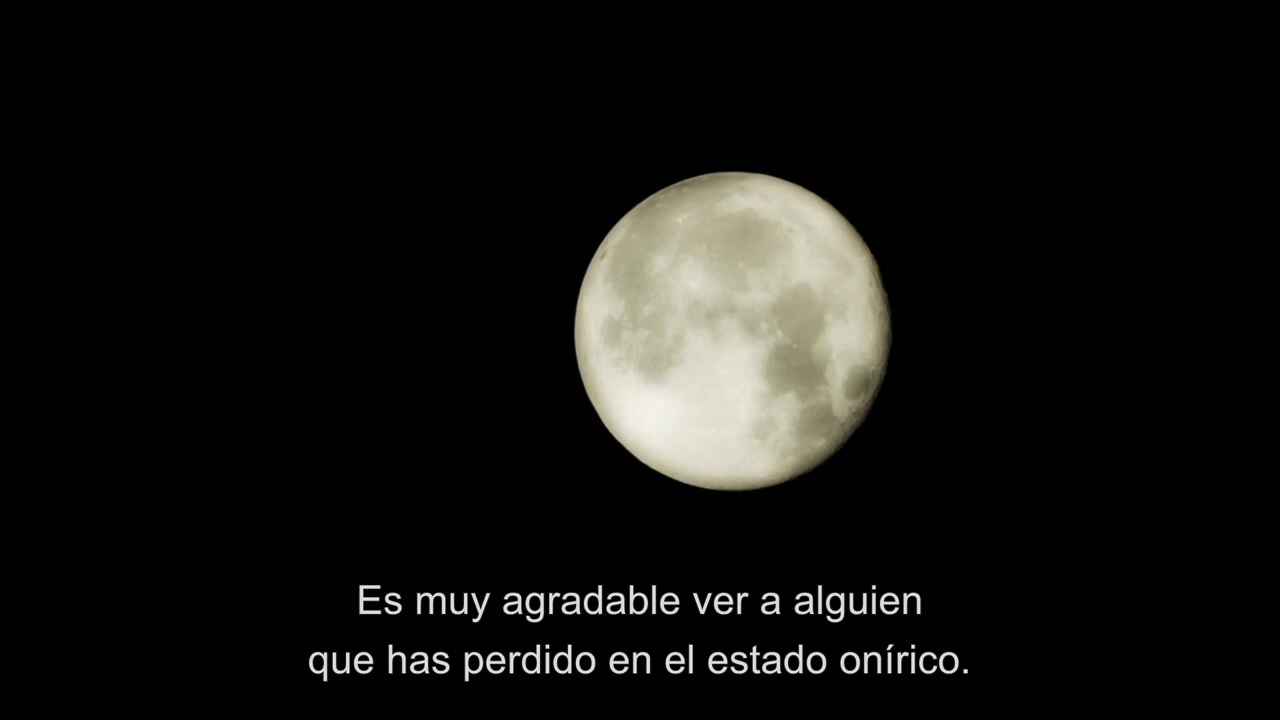 Es muy agradable ver a alguien
que has perdido en el estado onírico.